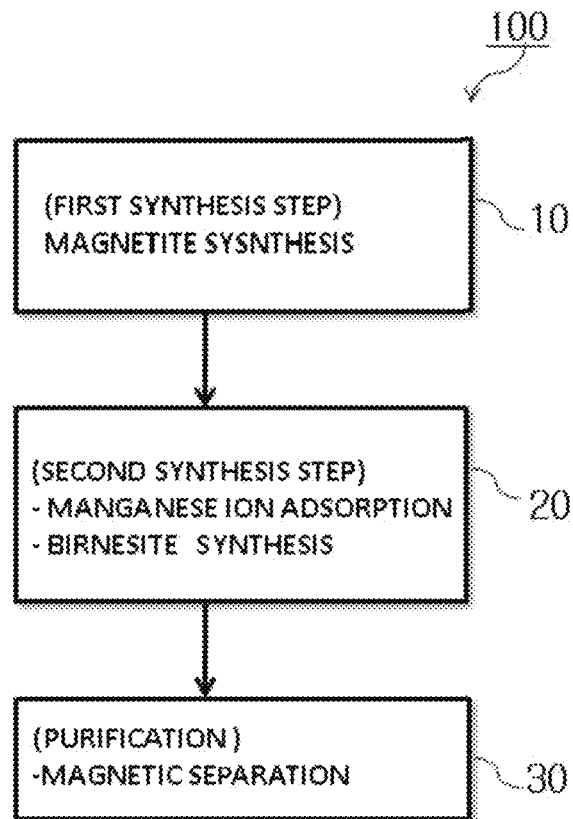 100
(FIRST SYNTHESIS STEP)
MAGNETITE SYSNTHESIS
10
(SECOND SYNTHESIS STEP)
- MANGANESE ION ADSORPTION
- BIRNESITE SYNTHESIS
20
(PURIFICATION)
-MAGNETIC SEPARATION
30